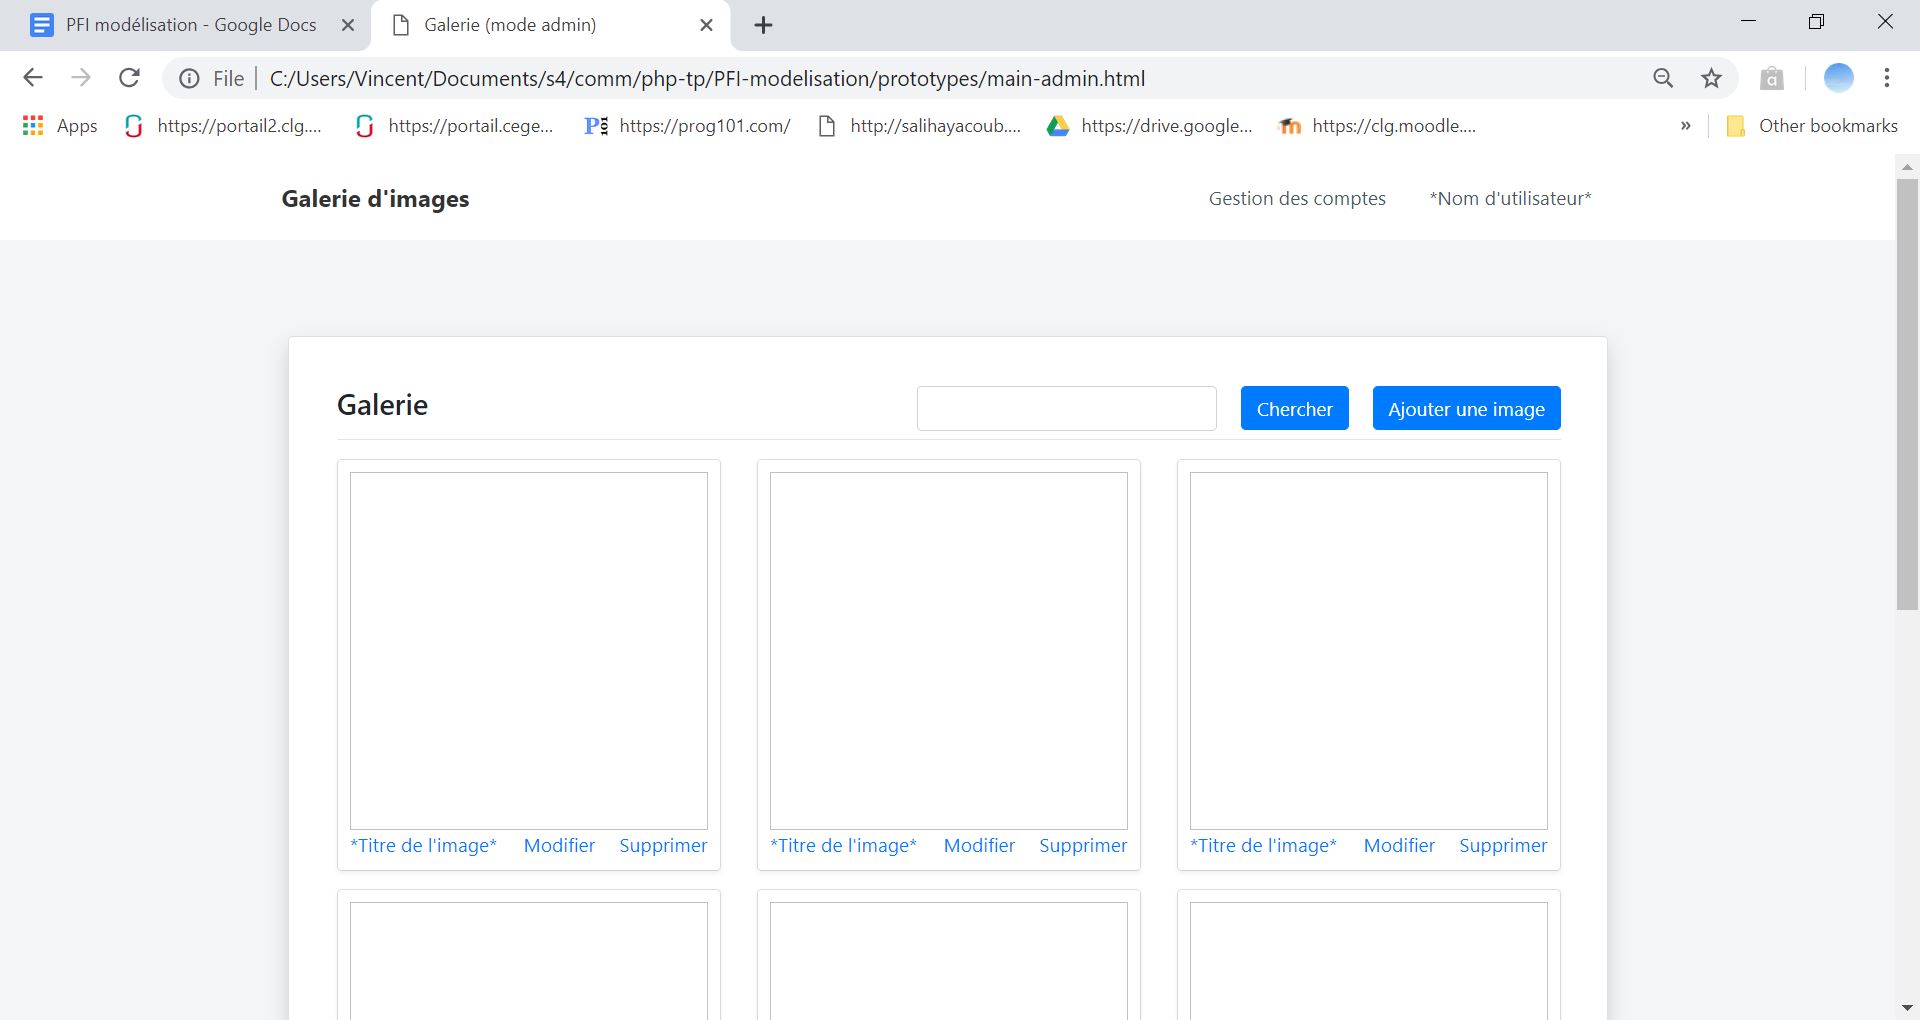 PFI modélisation - Google Docs
Galerie (mode admin)
File C:/Users/Vincent/Documents/s4/comm/php-tp/PFI-modelisation/prototypes/main-admin.html
Apps https://portail2.clg.... https://portail.cege... https://prog101.com/ http://salihayacoub.... https://drive.google... https://clg.moodle.... » Other bookmarks
Galerie d'images Gestion des comptes *Nom d'utilisateur*
Galerie Chercher Ajouter une image
*Titre de l'image* Modifier Supprimer *Titre de l'image* Modifier Supprimer *Titre de l'image* Modifier Supprimer